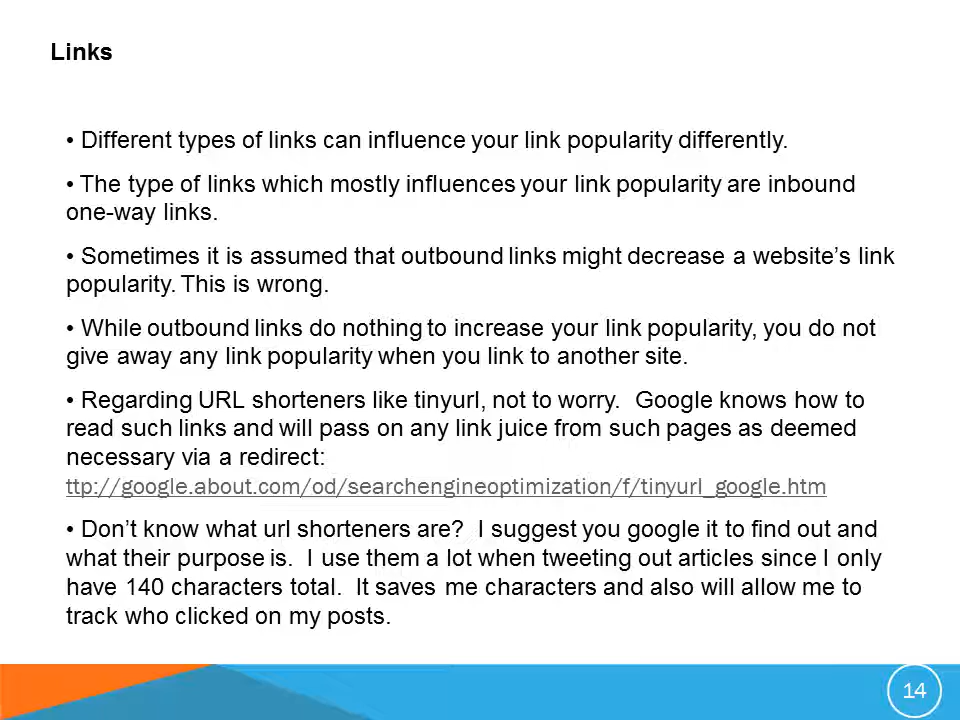 Links
• Different types of links can influence your link popularity differently.
• The type of links which mostly influences your link popularity are inbound
one-way links.
• Sometimes it is assumed that outbound links might decrease a website’s link
popularity. This is wrong.
• While outbound links do nothing to increase your link popularity, you do not
give away any link popularity when you link to another site.
• Regarding URL shorteners like tinyurl, not to worry.  Google knows how to
read such links and will pass on any link juice from such pages as deemed
necessary via a redirect:
ttp://google.about.com/od/searchengineoptimization/f/tinyurl_google.htm
• Don’t know what url shorteners are?  I suggest you google it to find out and
what their purpose is.  I use them a lot when tweeting out articles since I only
have 140 characters total.  It saves me characters and also will allow me to
track who clicked on my posts.
14